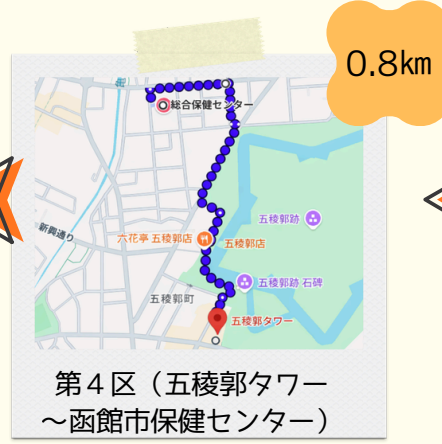 0.8km
総合保健センター
新興通り
五稜郭跡
六花亭 五稜郭店
五稜郭店
五稜郭跡 石碑
五稜郭町
五稜郭タワー
第4区（五稜郭タワー
～函館市保健センター）